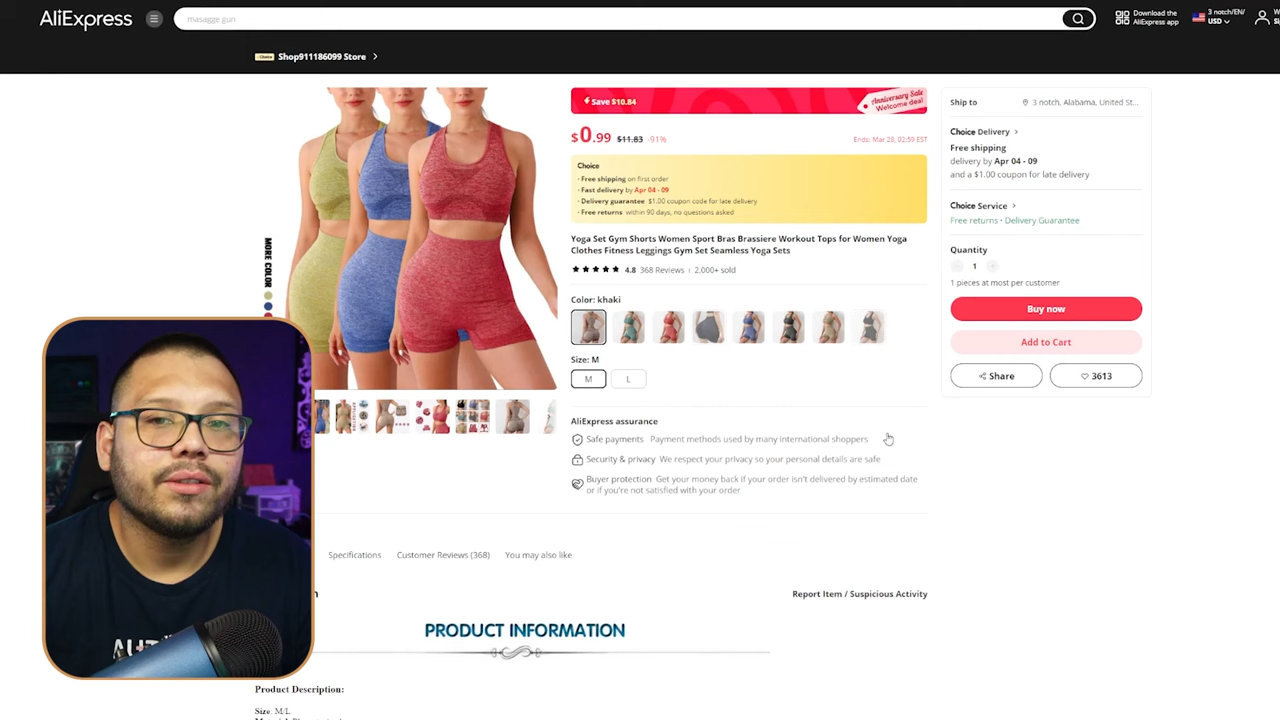 AliExpress
masagge gun
Download the
AliExpress app
3 notch/EN/
USD
Choice Shop911186099 Store
Save $10.84
Anniversary Sale
Welcome deal
$0.99 $11.83 -91%
Ends: Mar 28, 02:59 EST
Choice
· Free shipping on first order
· Fast delivery by Apr 04 - 09
· Delivery guarantee $1.00 coupon code for late delivery
· Free returns within 90 days, no questions asked
Yoga Set Gym Shorts Women Sport Bras Brassiere Workout Tops for Women Yoga
Clothes Fitness Leggings Gym Set Seamless Yoga Sets
4.8 368 Reviews 2,000+ sold
Color: khaki
Size: M
M L
AliExpress assurance
Safe payments Payment methods used by many international shoppers
Security & privacy We respect your privacy so your personal details are safe
Buyer protection Get your money back if your order isn't delivered by estimated date
or if you're not satisfied with your order
MORE COLOR
Ship to 3 notch, Alabama, United St...
Choice Delivery
Free shipping
delivery by Apr 04 - 09
and a $1.00 coupon for late delivery
Choice Service
Free returns · Delivery Guarantee
Quantity
1
1 pieces at most per customer
Buy now
Add to Cart
Share 3613
Specifications Customer Reviews (368) You may also like
Report Item / Suspicious Activity
PRODUCT INFORMATION
Product Description:
Size: M/L